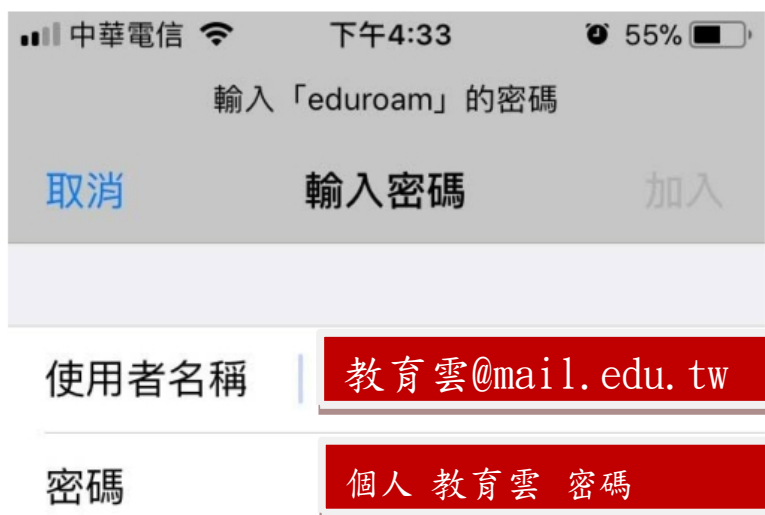 中華電信 下午4:33 55%
輸入「eduroam」的密碼
取消 輸入密碼 加入
使用者名稱 教育雲@mail.edu.tw
密碼 個人 教育雲 密碼